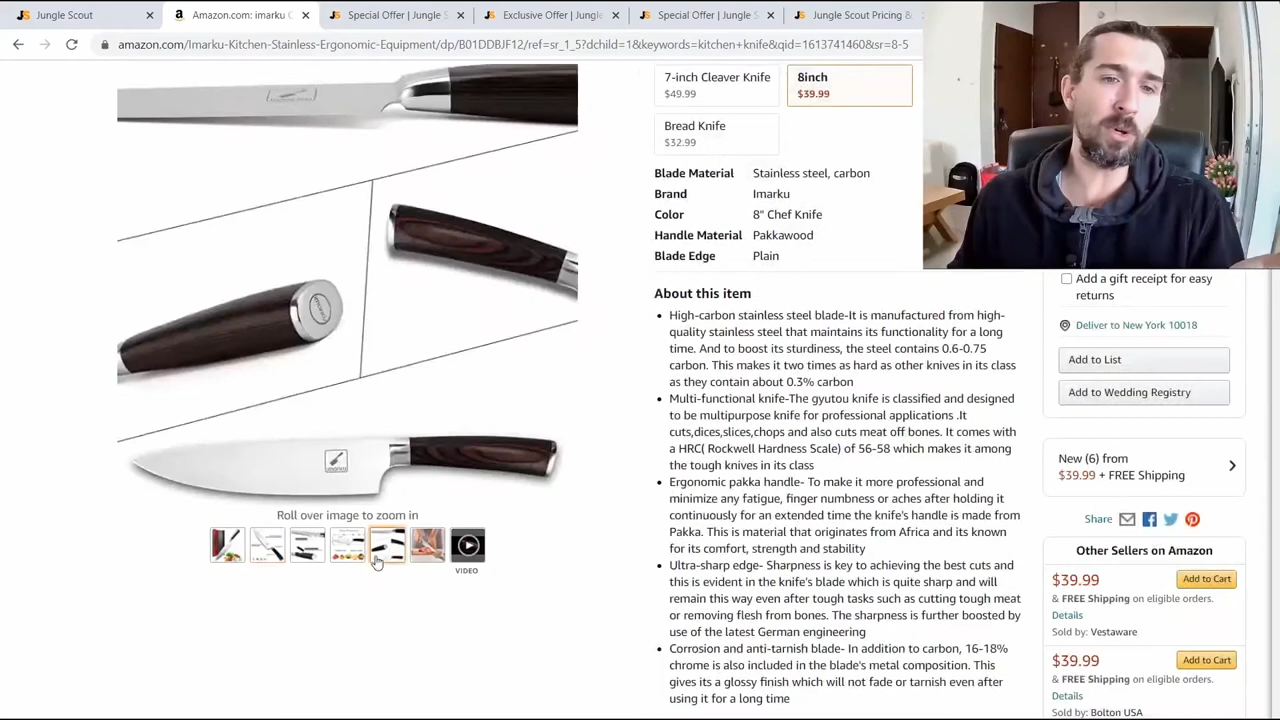 Jungle Scout
Amazon.com: imarku C
Special Offer | Jungle S
Exclusive Offer | Jungle
Special Offer | Jungle S
Jungle Scout Pricing &
amazon.com/Imarku-Kitchen-Stainless-Ergonomic-Equipment/dp/B01DDBJF12/ref=sr_1_5?dchild=1&keywords=kitchen+knife&qid=1613741460&sr=8-5
7-inch Cleaver Knife
$49.99
8inch
$39.99
Bread Knife
$32.99
Blade Material Stainless steel, carbon
Brand Imarku
Color 8" Chef Knife
Handle Material Pakkawood
Blade Edge Plain
About this item
High-carbon stainless steel blade-It is manufactured from high-
quality stainless steel that maintains its functionality for a long
time. And to boost its sturdiness, the steel contains 0.6-0.75
carbon. This makes it two times as hard as other knives in its class
as they contain about 0.3% carbon
Multi-functional knife-The gyutou knife is classified and designed
to be multipurpose knife for professional applications .It
cuts,dices,slices,chops and also cuts meat off bones. It comes with
a HRC( Rockwell Hardness Scale) of 56-58 which makes it among
the tough knives in its class
Ergonomic pakka handle- To make it more professional and
minimize any fatigue, finger numbness or aches after holding it
continuously for an extended time the knife's handle is made from
Pakka. This is material that originates from Africa and its known
for its comfort, strength and stability
Ultra-sharp edge- Sharpness is key to achieving the best cuts and
this is evident in the knife's blade which is quite sharp and will
remain this way even after tough tasks such as cutting tough meat
or removing flesh from bones. The sharpness is further boosted by
use of the latest German engineering
Corrosion and anti-tarnish blade- In addition to carbon, 16-18%
chrome is also included in the blade's metal composition. This
gives its a glossy finish which will not fade or tarnish even after
using it for a long time
Roll over image to zoom in
VIDEO
Add a gift receipt for easy
returns
Deliver to New York 10018
Add to List
Add to Wedding Registry
New (6) from
$39.99 + FREE Shipping
Share
Other Sellers on Amazon
$39.99
Add to Cart
& FREE Shipping on eligible orders.
Details
Sold by: Vestaware
$39.99
Add to Cart
& FREE Shipping on eligible orders.
Details
Sold by: Bolton USA